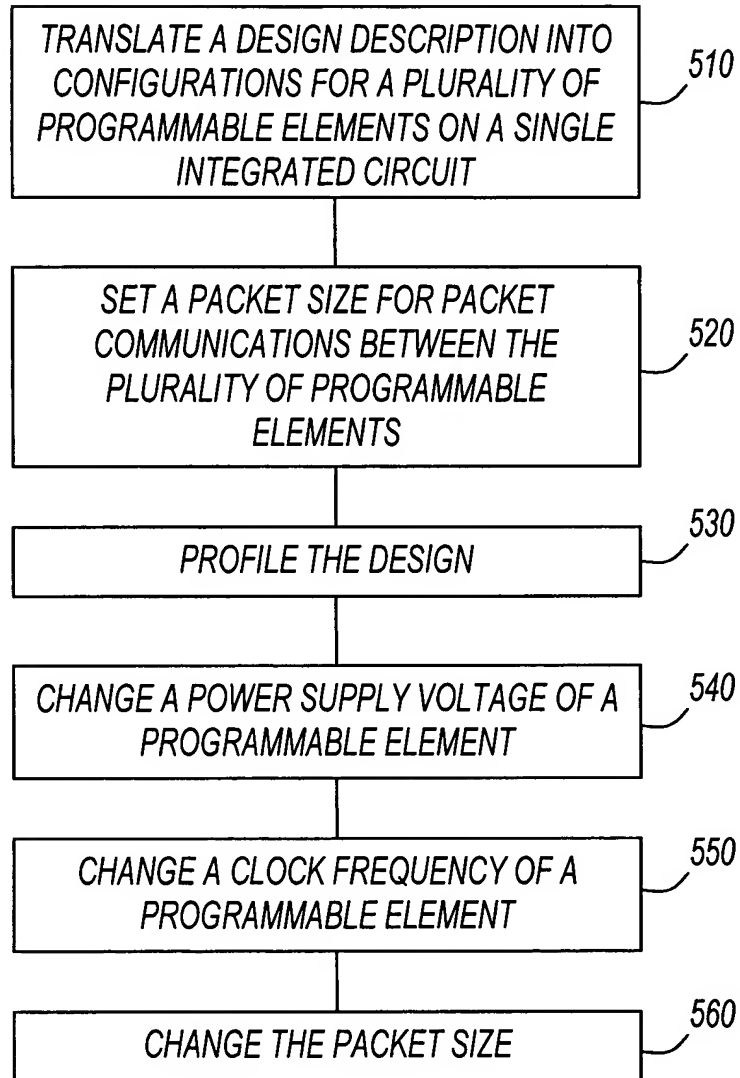 TRANSLATE A DESIGN DESCRIPTION INTO
CONFIGURATIONS FOR A PLURALITY OF
PROGRAMMABLE ELEMENTS ON A SINGLE
INTEGRATED CIRCUIT
510
SET A PACKET SIZE FOR PACKET
COMMUNICATIONS BETWEEN THE
PLURALITY OF PROGRAMMABLE
ELEMENTS
520
PROFILE THE DESIGN
530
CHANGE A POWER SUPPLY VOLTAGE OF A
PROGRAMMABLE ELEMENT
540
CHANGE A CLOCK FREQUENCY OF A
PROGRAMMABLE ELEMENT
550
CHANGE THE PACKET SIZE
560